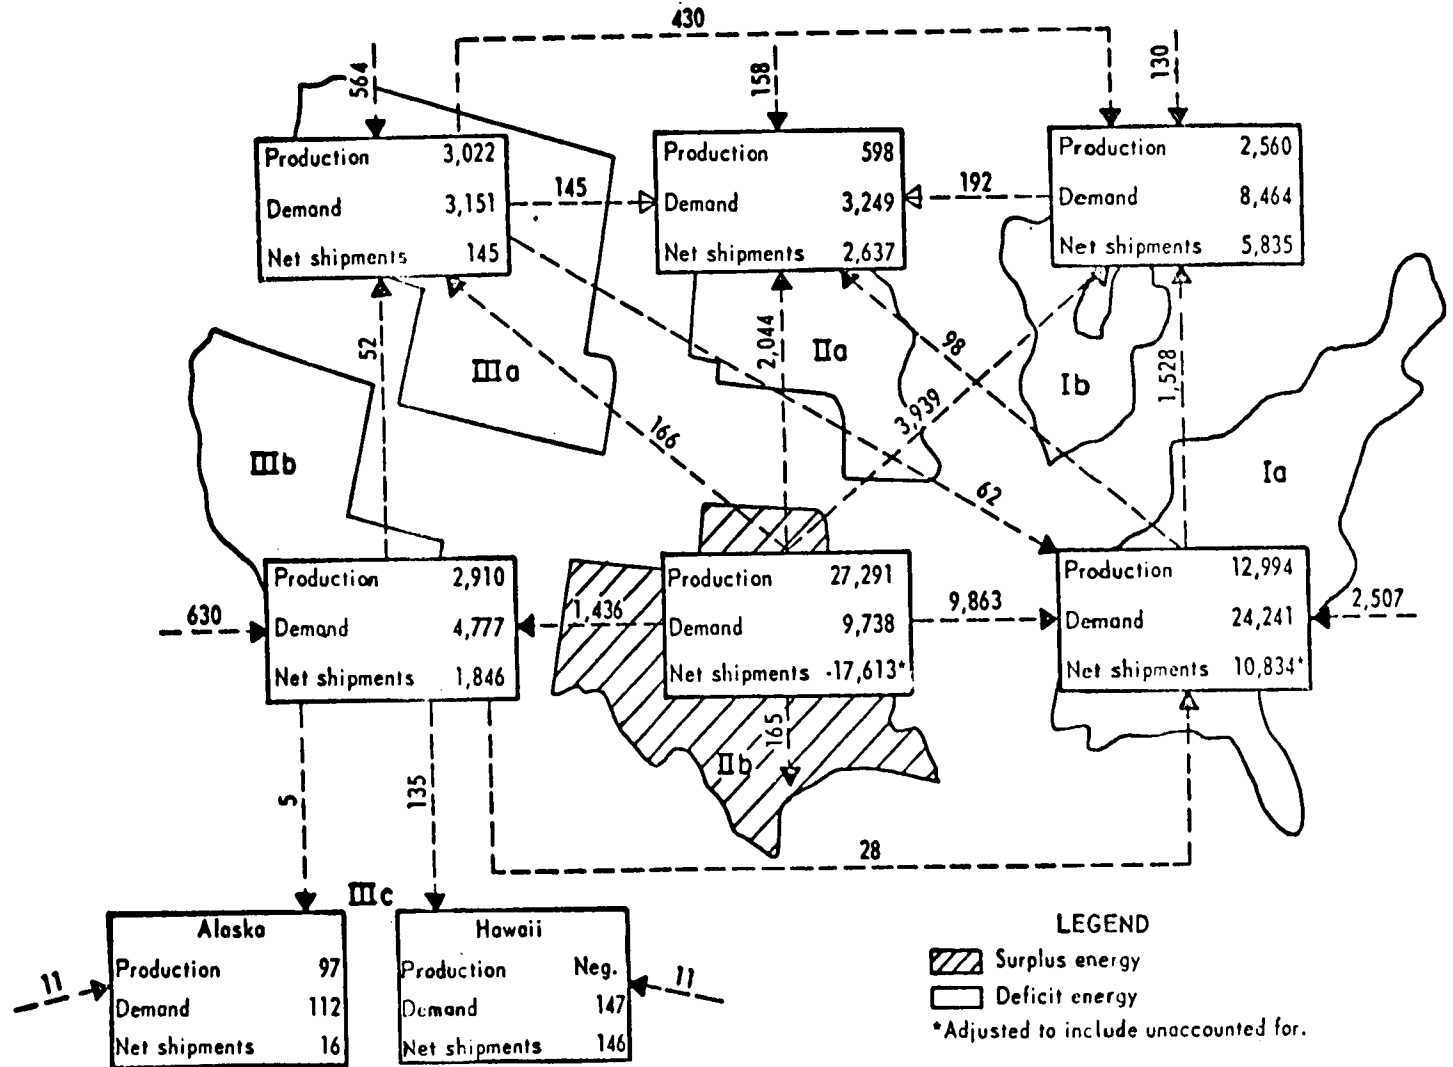 430
564
158
130
Production 3,022
Demand 3,151
Net shipments 145
145
Production 598
Demand 3,249
Net shipments 2,637
192
Production 2,560
Demand 8,464
Net shipments 5,835
52
IIIa
2,044
IIa
98
Ib
1,528
166
3,939
IIIb
62
Ia
Production 2,910
Demand 4,777
Net shipments 1,846
630
1,436
Production 27,291
Demand 9,738
Net shipments -17,613*
9,863
Production 12,994
Demand 24,241
Net shipments 10,834*
2,507
5
135
165
IIb
28
IIIc
Alaska
Production 97
Demand 112
Net shipments 16
11
Hawaii
Production Neg.
Demand 147
Net shipments 146
11
LEGEND
Surplus energy
Deficit energy
*Adjusted to include unaccounted for.